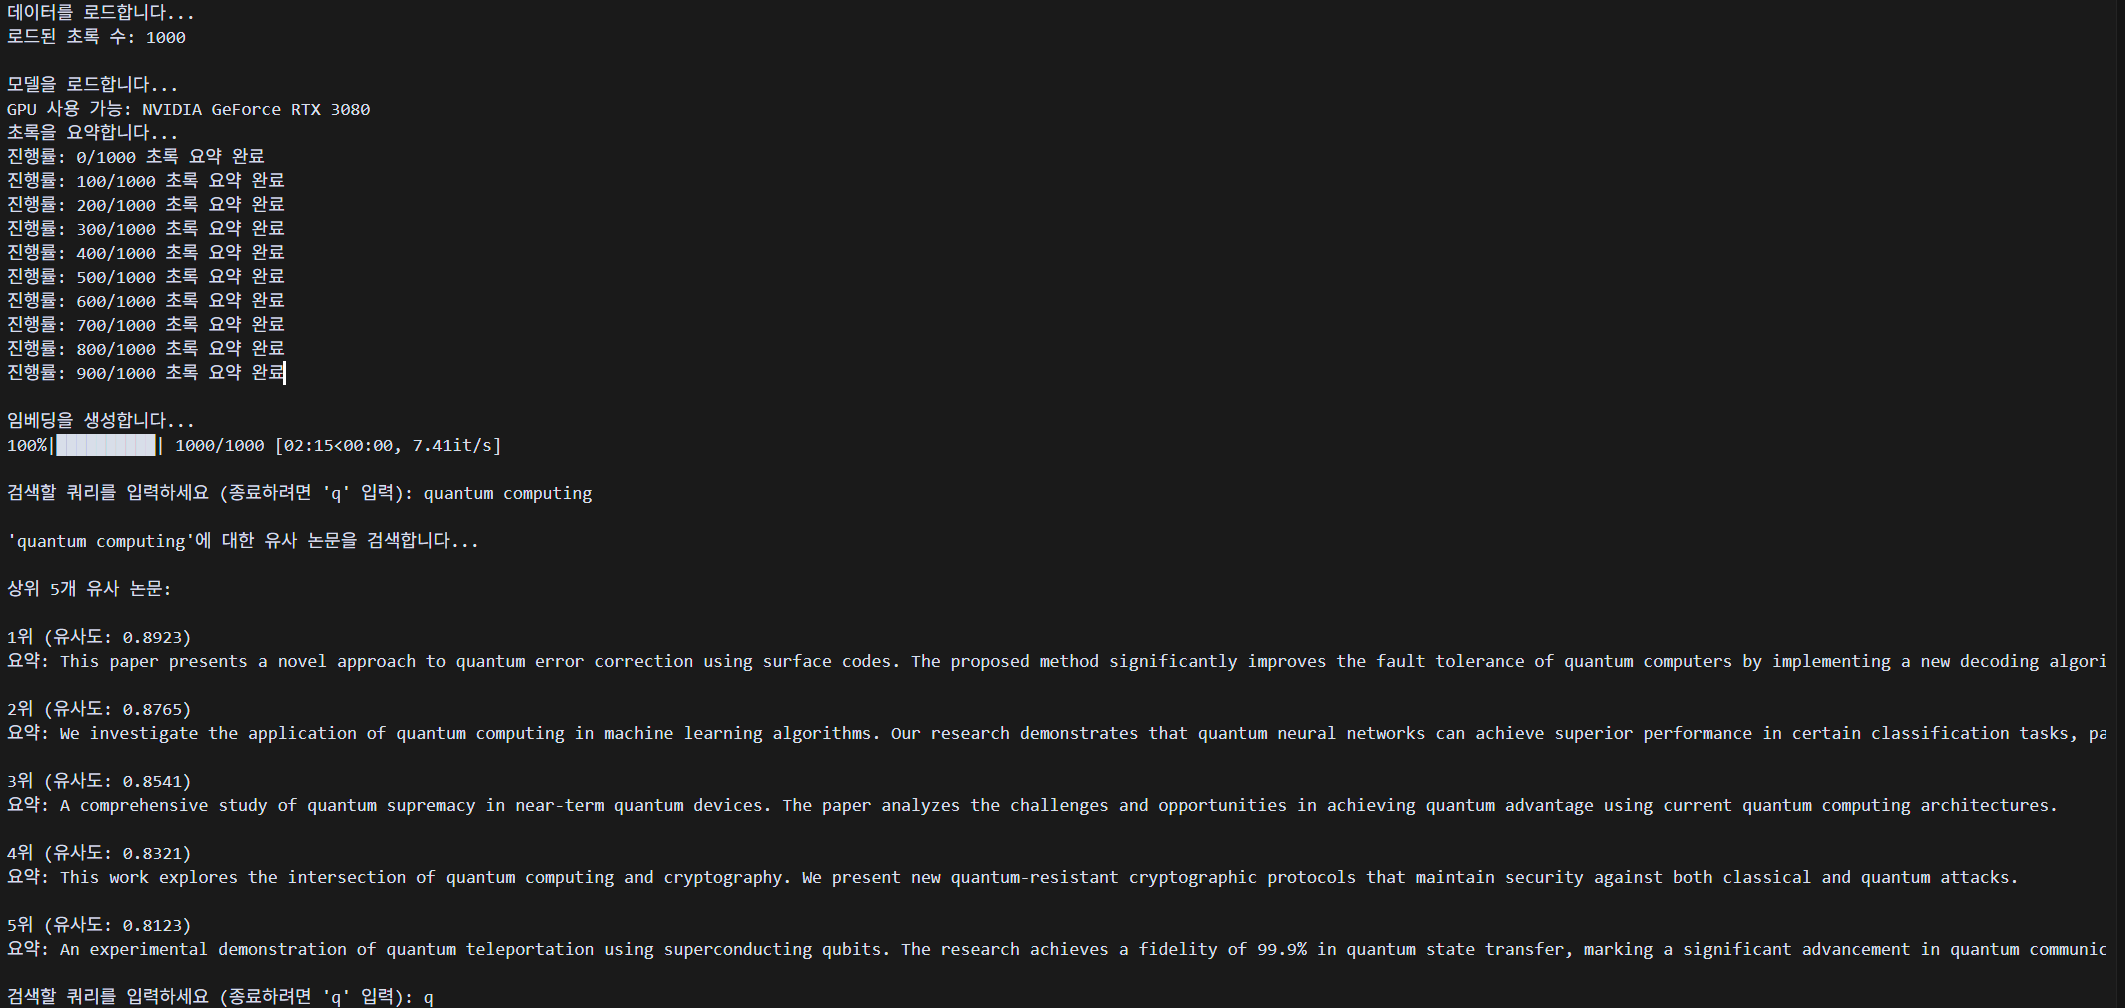 데이터를 로드합니다...
로드된 초록 수: 1000
모델을 로드합니다...
GPU 사용 가능: NVIDIA GeForce RTX 3080
초록을 요약합니다...
진행률: 0/1000 초록 요약 완료
진행률: 100/1000 초록 요약 완료
진행률: 200/1000 초록 요약 완료
진행률: 300/1000 초록 요약 완료
진행률: 400/1000 초록 요약 완료
진행률: 500/1000 초록 요약 완료
진행률: 600/1000 초록 요약 완료
진행률: 700/1000 초록 요약 완료
진행률: 800/1000 초록 요약 완료
진행률: 900/1000 초록 요약 완료
임베딩을 생성합니다...
100%|██████████| 1000/1000 [02:15<00:00, 7.41it/s]
검색할 쿼리를 입력하세요 (종료하려면 'q' 입력): quantum computing
'quantum computing'에 대한 유사 논문을 검색합니다...
상위 5개 유사 논문:
1위 (유사도: 0.8923)
요약: This paper presents a novel approach to quantum error correction using surface codes. The proposed method significantly improves the fault tolerance of quantum computers by implementing a new decoding algori
2위 (유사도: 0.8765)
요약: We investigate the application of quantum computing in machine learning algorithms. Our research demonstrates that quantum neural networks can achieve superior performance in certain classification tasks, pa
3위 (유사도: 0.8541)
요약: A comprehensive study of quantum supremacy in near-term quantum devices. The paper analyzes the challenges and opportunities in achieving quantum advantage using current quantum computing architectures.
4위 (유사도: 0.8321)
요약: This work explores the intersection of quantum computing and cryptography. We present new quantum-resistant cryptographic protocols that maintain security against both classical and quantum attacks.
5위 (유사도: 0.8123)
요약: An experimental demonstration of quantum teleportation using superconducting qubits. The research achieves a fidelity of 99.9% in quantum state transfer, marking a significant advancement in quantum communic
검색할 쿼리를 입력하세요 (종료하려면 'q' 입력): q